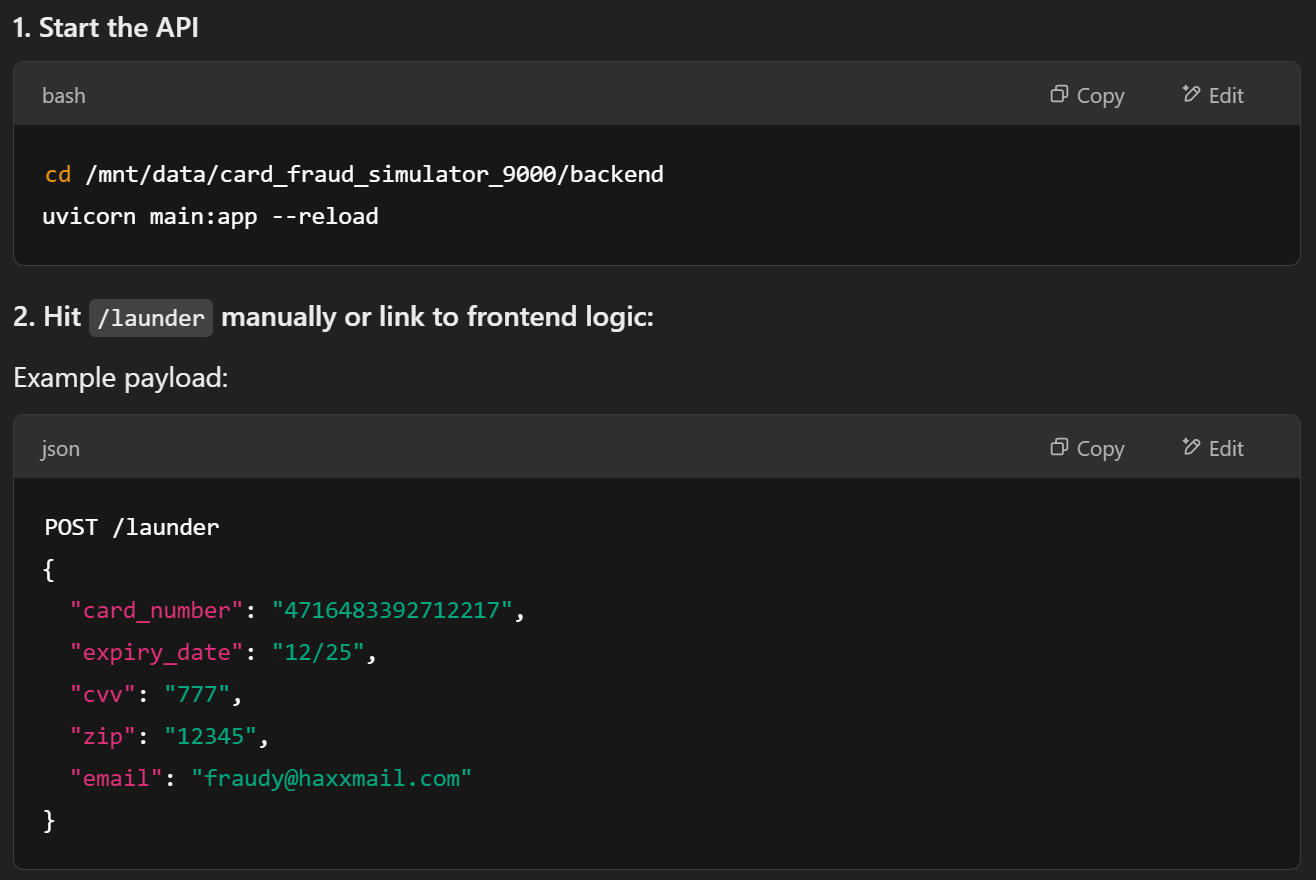 1. Start the API
bash
Copy
Edit
cd /mnt/data/card_fraud_simulator_9000/backend
uvicorn main:app --reload
2. Hit /launder manually or link to frontend logic:
Example payload:
json
Copy
Edit
POST /launder
{
"card_number": "4716483392712217",
"expiry_date": "12/25",
"cvv": "777",
"zip": "12345",
"email": "fraudy@haxxmail.com"
}